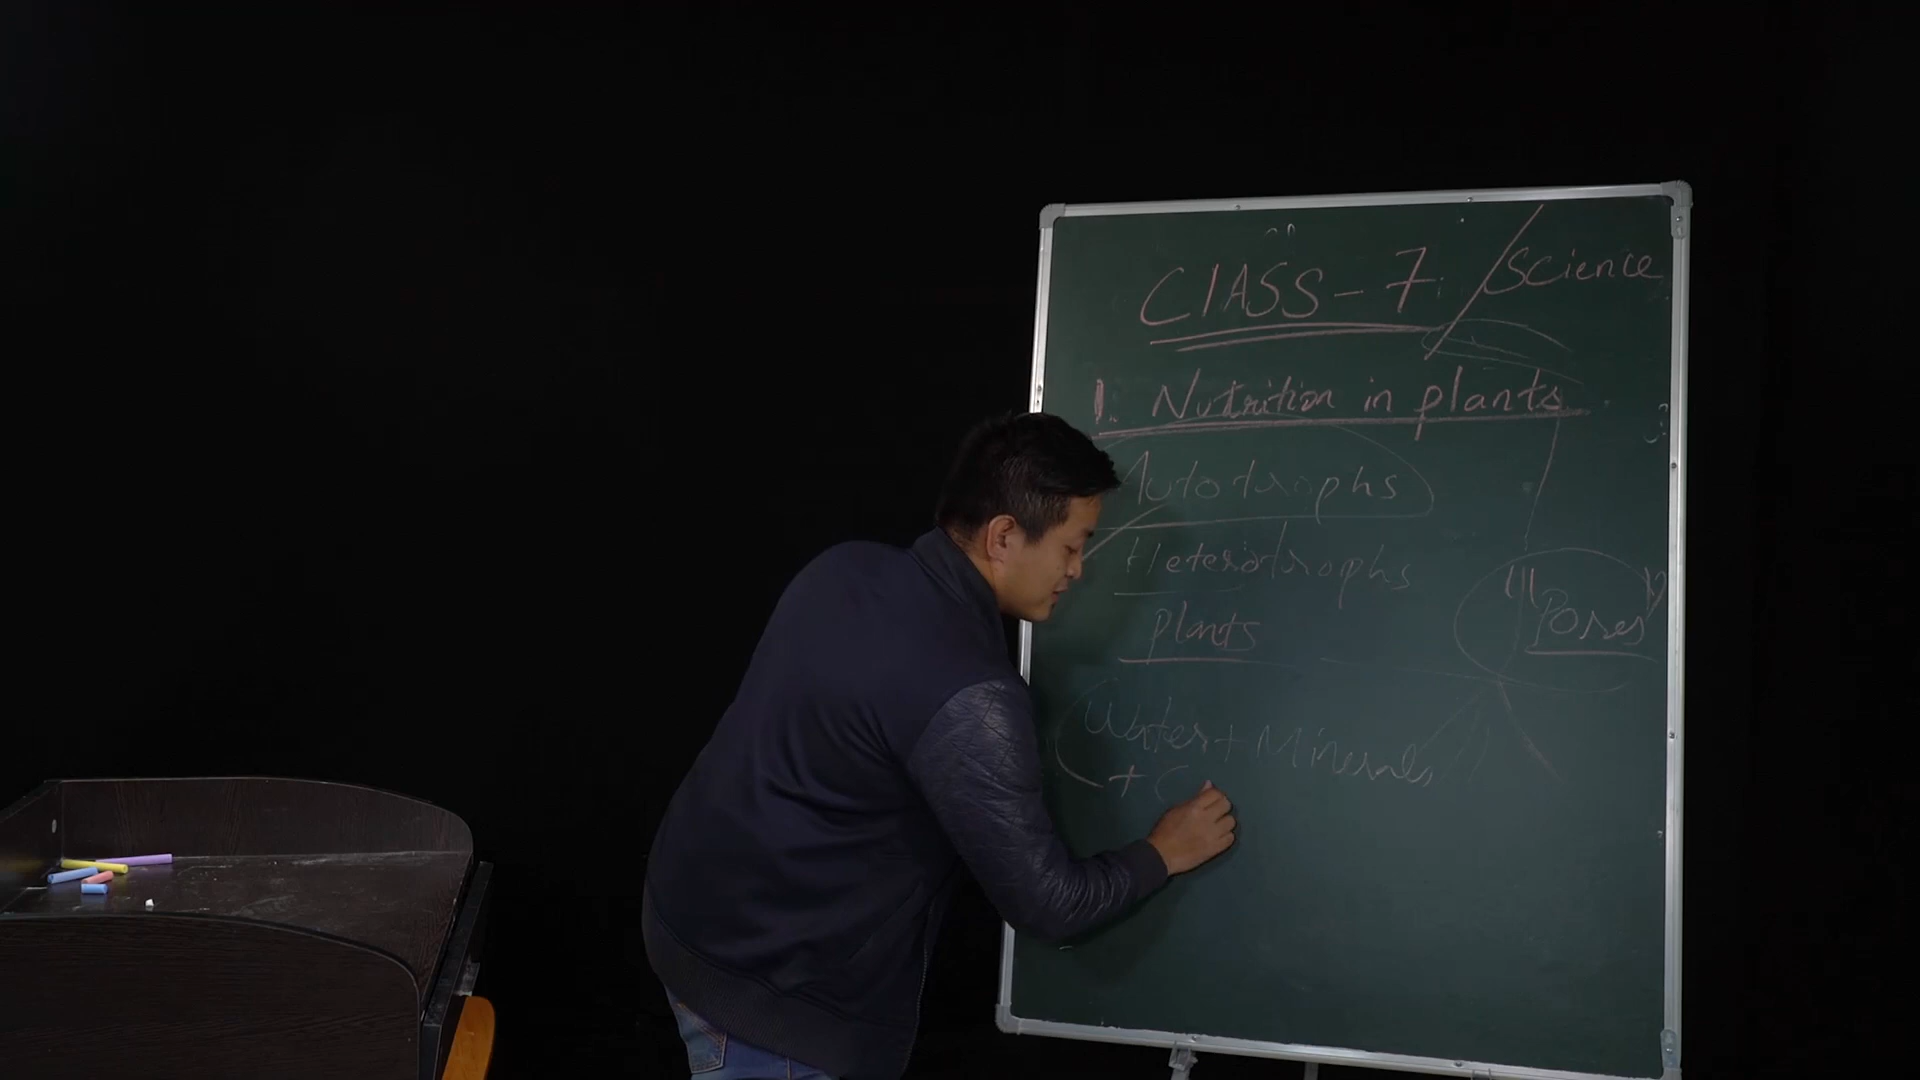 CLASS - 7 / Science
1. Nutrition in plants
Autotrophs
Heterotrophs
"Pores"
plants
Water + Minerals
+ C